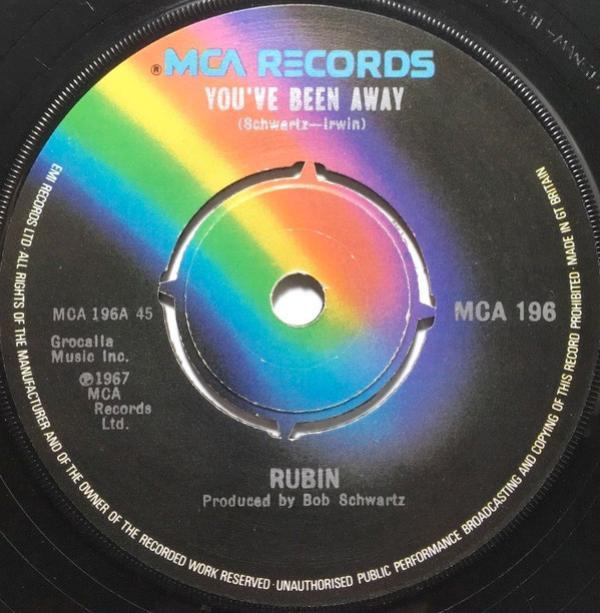 ® MCA RECORDS
YOU'VE BEEN AWAY
(Schwartz—Irwin)
MCA 196A 45
Grocalla
Music Inc.
℗1967
MCA
Records
Ltd.
MCA 196
RUBIN
Produced by Bob Schwartz
EMI RECORDS LTD · ALL RIGHTS OF THE MANUFACTURER AND OF THE OWNER OF THE RECORDED WORK RESERVED · UNAUTHORISED PUBLIC PERFORMANCE BROADCASTING AND COPYING OF THIS RECORD PROHIBITED · MADE IN GT BRITAIN